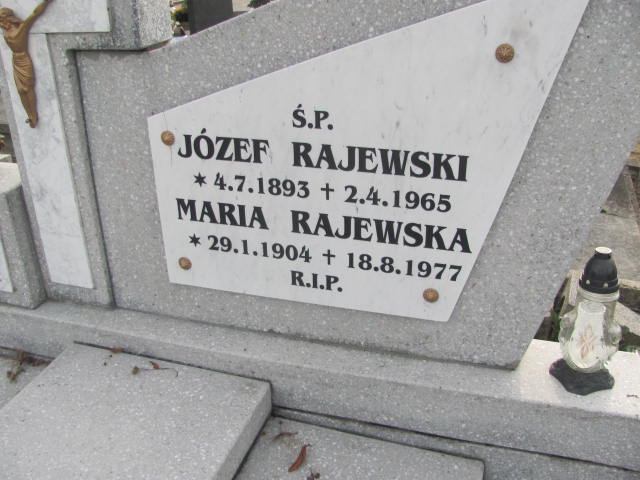 Ś.P.
JÓZEF RAJEWSKI
* 4.7.1893 + 2.4.1965
MARIA RAJEWSKA
* 29.1.1904 + 18.8.1977
R.I.P.